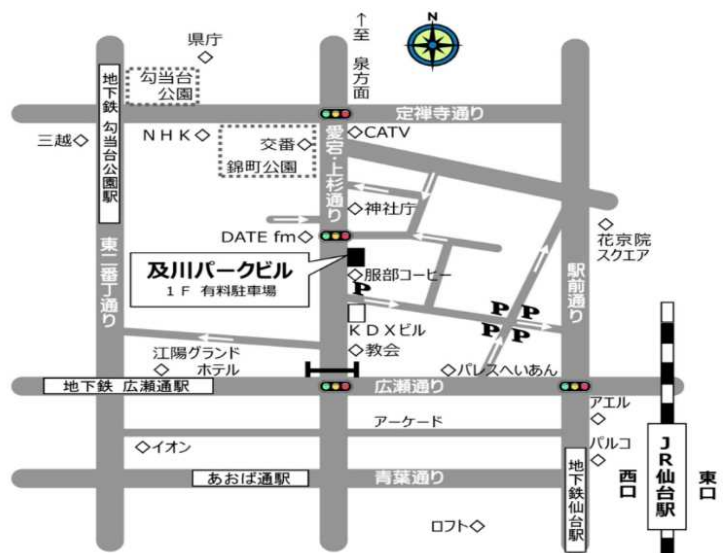 N
↑至 泉方面
県庁
勾当台
公園
地下鉄 勾当台公園駅
定禅寺通り
三越
NHK
交番
錦町公園
CATV
愛宕・上杉通り
神社庁
DATE fm
花京院
スクエア
及川パークビル
1F 有料駐車場
服部コーヒー
P
東二番丁通り
駅前通り
P P
P P
KDXビル
教会
江陽グランド
ホテル
パレスへいあん
地下鉄 広瀬通駅
広瀬通り
アエル
アーケード
イオン
パルコ
あおば通駅
青葉通り
地下鉄仙台駅
西口
JR仙台駅
東口
ロフト